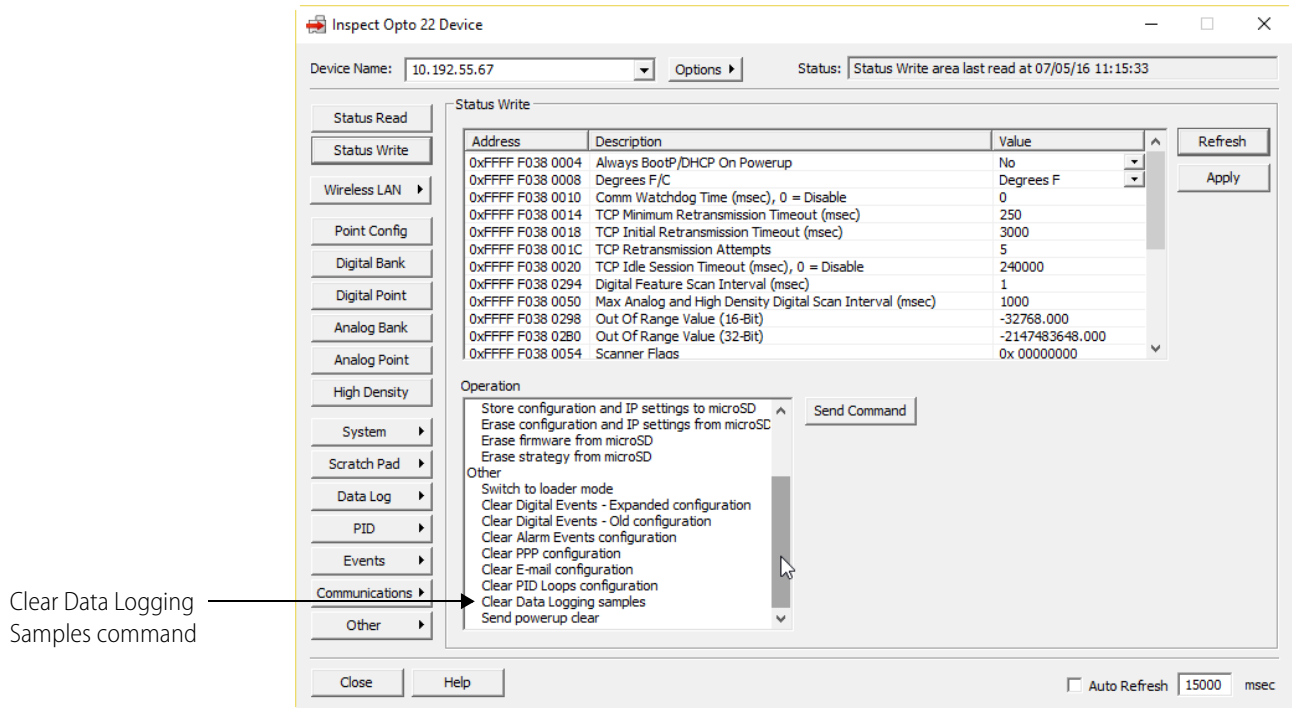 Inspect Opto 22 Device
Device Name: 10.192.55.67 Options Status: Status Write area last read at 07/05/16 11:15:33
Status Read
Status Write
Wireless LAN
Point Config
Digital Bank
Digital Point
Analog Bank
Analog Point
High Density
System
Scratch Pad
Data Log
PID
Events
Communications
Other
Status Write
Address Description Value
0xFFFF F038 0004 Always BootP/DHCP On Powerup No
0xFFFF F038 0008 Degrees F/C Degrees F
0xFFFF F038 0010 Comm Watchdog Time (msec), 0 = Disable 0
0xFFFF F038 0014 TCP Minimum Retransmission Timeout (msec) 250
0xFFFF F038 0018 TCP Initial Retransmission Timeout (msec) 3000
0xFFFF F038 001C TCP Retransmission Attempts 5
0xFFFF F038 0020 TCP Idle Session Timeout (msec), 0 = Disable 240000
0xFFFF F038 0294 Digital Feature Scan Interval (msec) 1
0xFFFF F038 0050 Max Analog and High Density Digital Scan Interval (msec) 1000
0xFFFF F038 0298 Out Of Range Value (16-Bit) -32768.000
0xFFFF F038 02B0 Out Of Range Value (32-Bit) -2147483648.000
0xFFFF F038 0054 Scanner Flags 0x 00000000
Refresh
Apply
Operation
Store configuration and IP settings to microSD
Erase configuration and IP settings from microSD
Erase firmware from microSD
Erase strategy from microSD
Other
Switch to loader mode
Clear Digital Events - Expanded configuration
Clear Digital Events - Old configuration
Clear Alarm Events configuration
Clear PPP configuration
Clear E-mail configuration
Clear PID Loops configuration
Clear Data Logging samples
Send powerup clear
Send Command
Clear Data Logging
Samples command
Close Help Auto Refresh 15000 msec